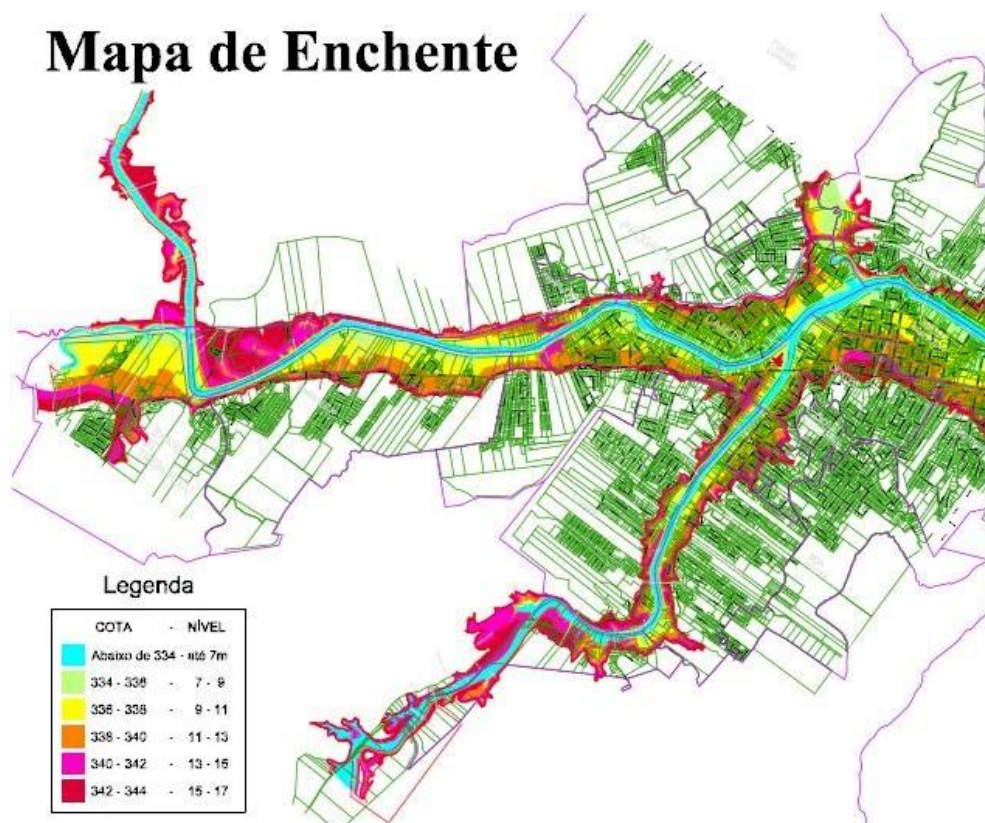 Mapa de Enchente
Legenda
COTA - NÍVEL
Abaixo de 334 - até 7m
334 - 336 - 7 - 9
336 - 338 - 9 - 11
338 - 340 - 11 - 13
340 - 342 - 13 - 15
342 - 344 - 15 - 17